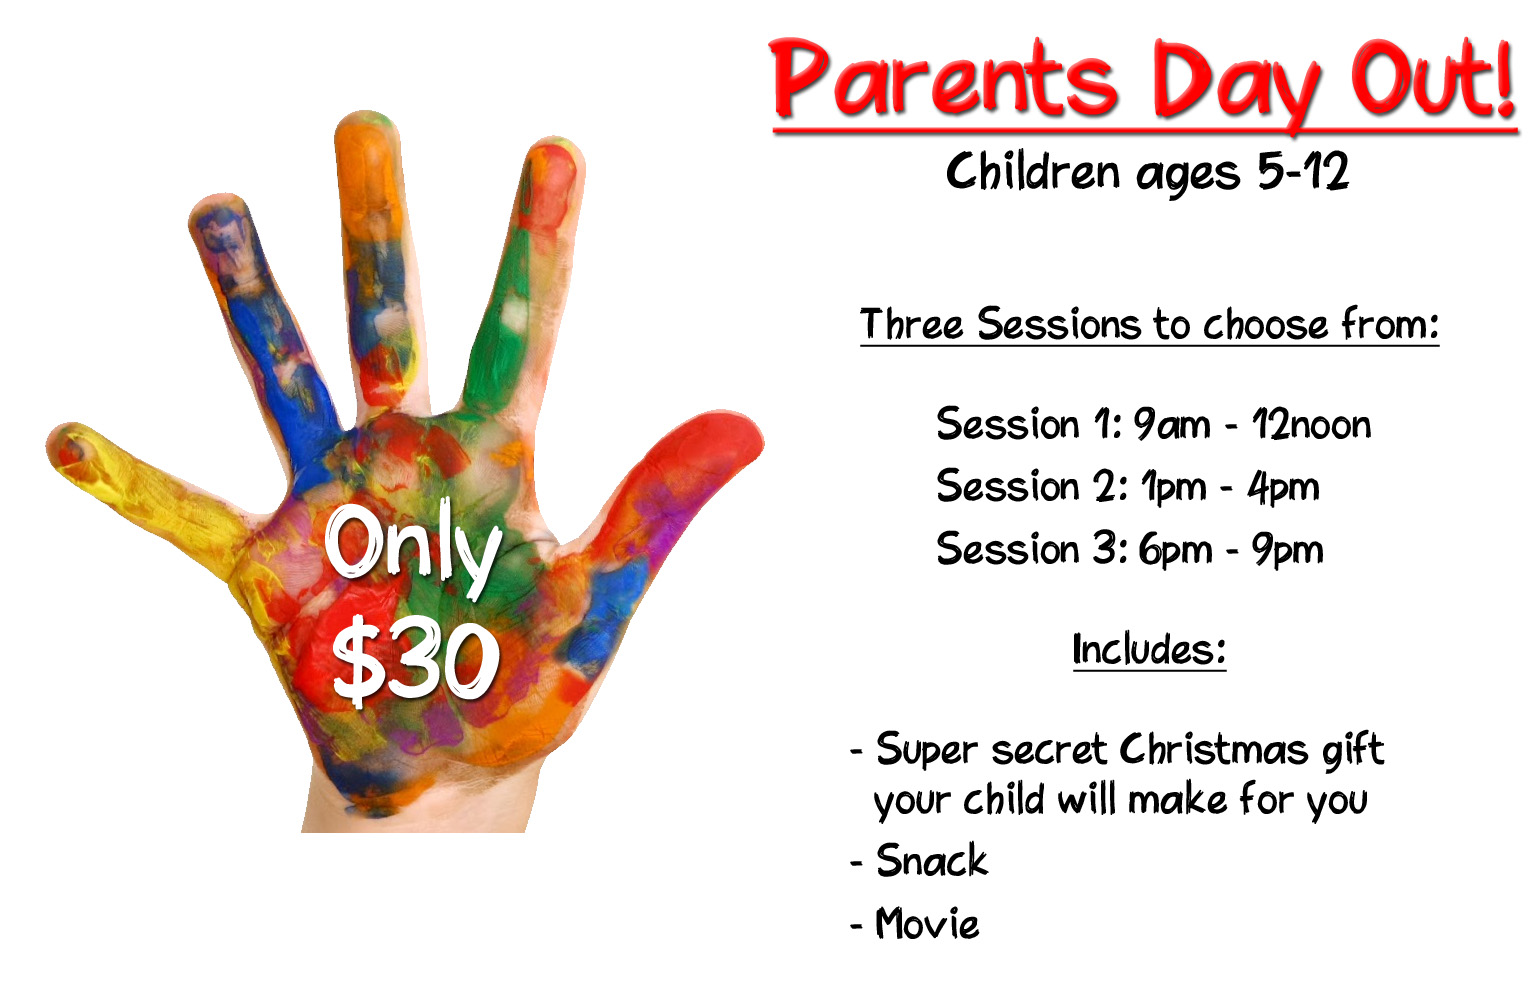 Parents Day Out!
Children ages 5-12
Three Sessions to choose from:
Session 1: 9am - 12noon
Session 2: 1pm - 4pm
Session 3: 6pm - 9pm
Includes:
- Super secret Christmas gift
your child will make for you
- Snack
- Movie
Only
$30